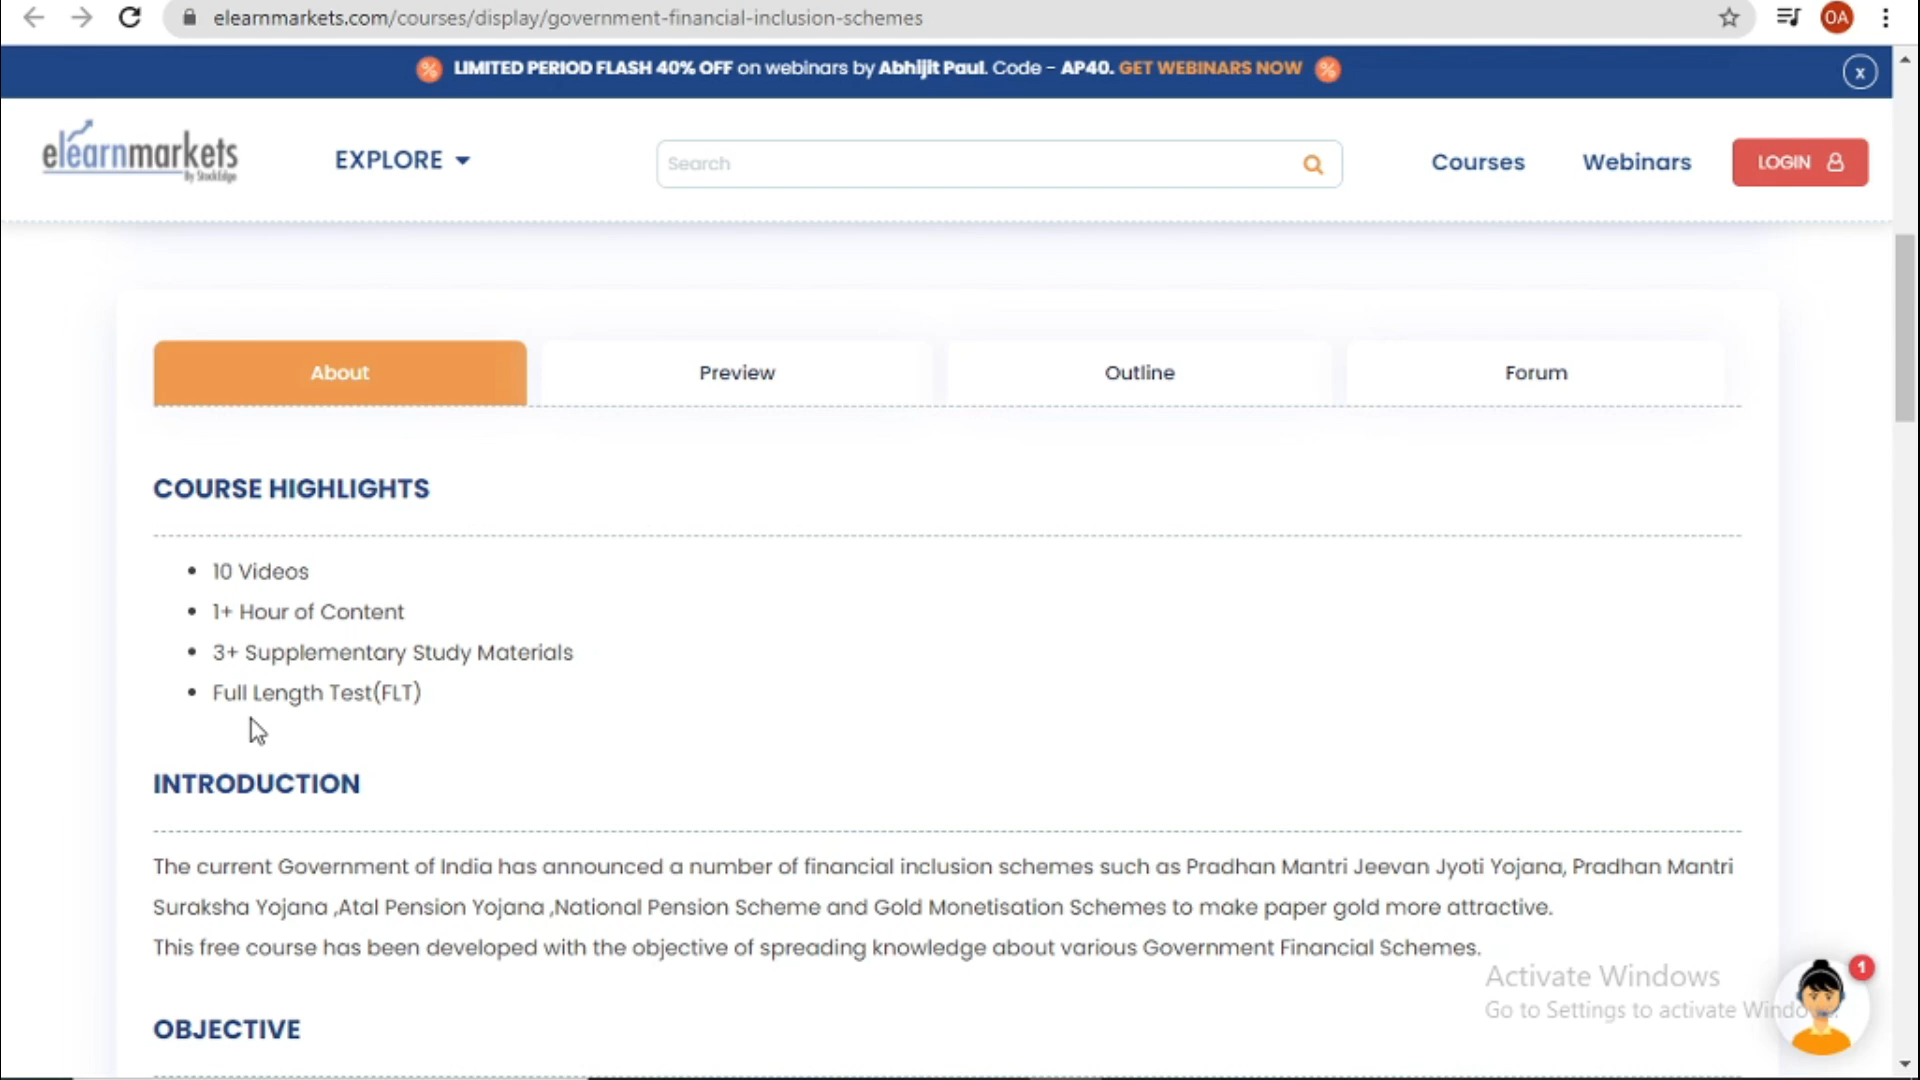 elearnmarkets.com/courses/display/government-financial-inclusion-schemes
OA
LIMITED PERIOD FLASH 40% OFF on webinars by Abhijit Paul. Code - AP40. GET WEBINARS NOW
x
elearnmarkets
By StockEdge
EXPLORE
Search
Courses
Webinars
LOGIN
About
Preview
Outline
Forum
COURSE HIGHLIGHTS
• 10 Videos
• 1+ Hour of Content
• 3+ Supplementary Study Materials
• Full Length Test(FLT)
INTRODUCTION
The current Government of India has announced a number of financial inclusion schemes such as Pradhan Mantri Jeevan Jyoti Yojana, Pradhan Mantri
Suraksha Yojana ,Atal Pension Yojana ,National Pension Scheme and Gold Monetisation Schemes to make paper gold more attractive.
This free course has been developed with the objective of spreading knowledge about various Government Financial Schemes.
1
Activate Windows
Go to Settings to activate
OBJECTIVE